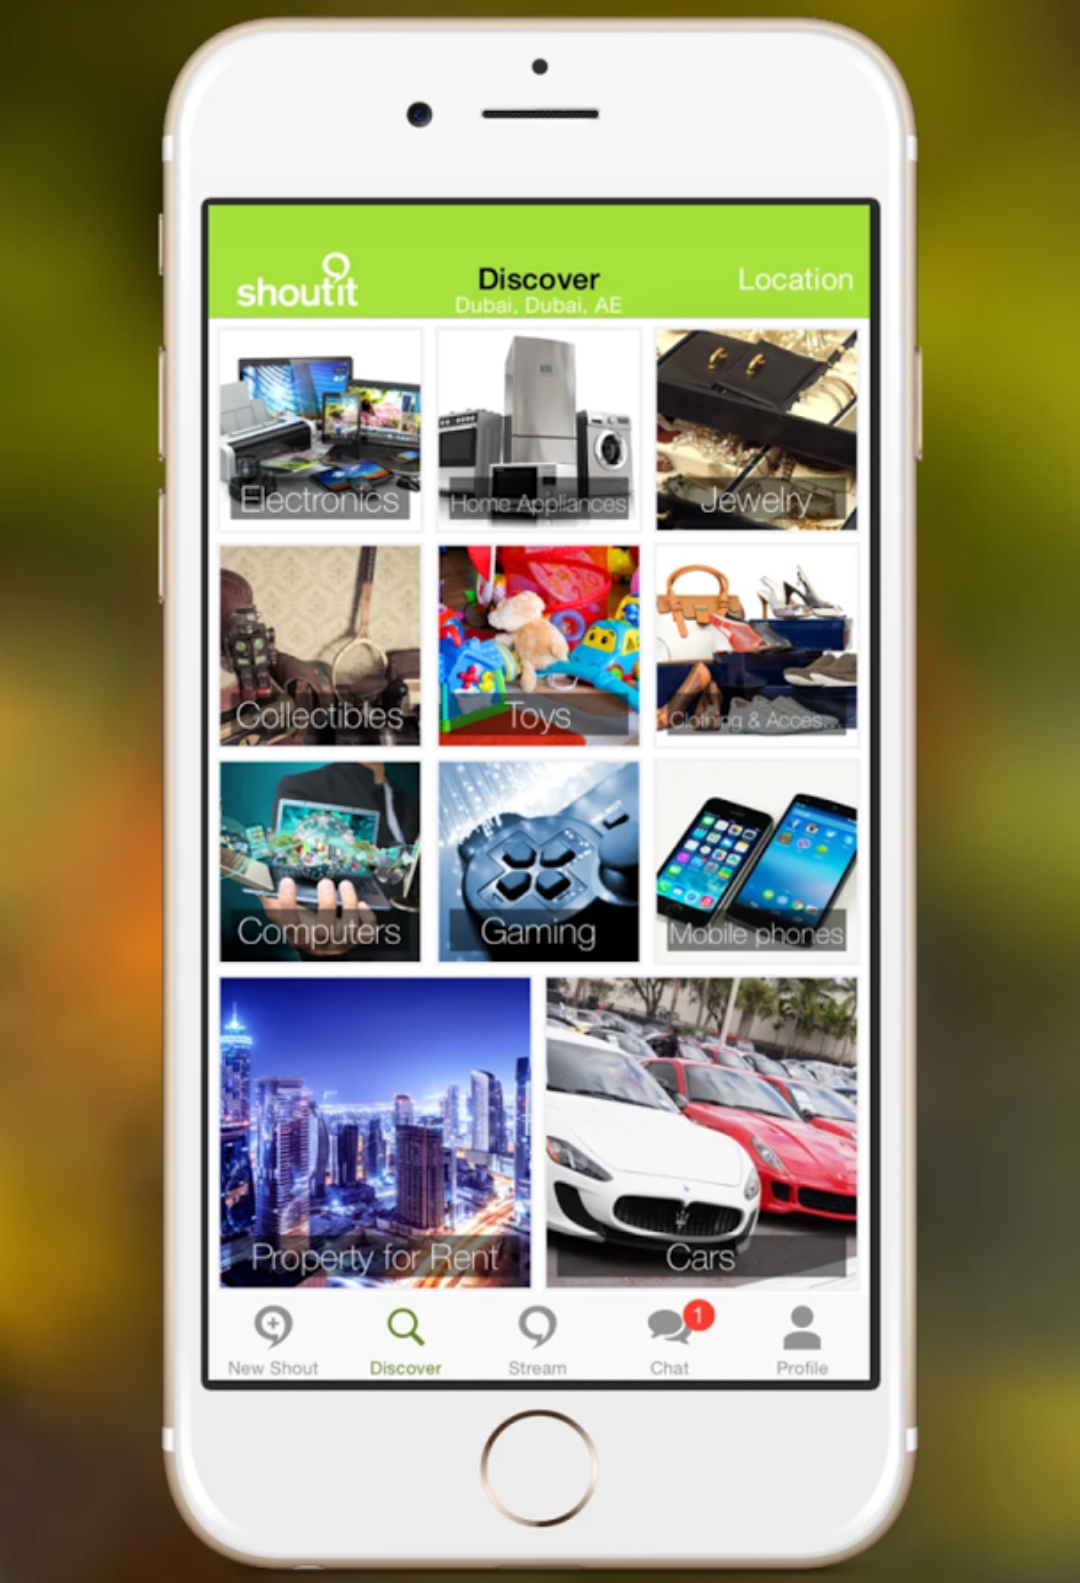 shoutit
Discover
Dubai, Dubai, AE
Location
Electronics
Home Appliances
Jewelry
Collectibles
Toys
Clothing & Acces...
Computers
Gaming
Mobile phones
Property for Rent
Cars
New Shout
Discover
Stream
1
Chat
Profile